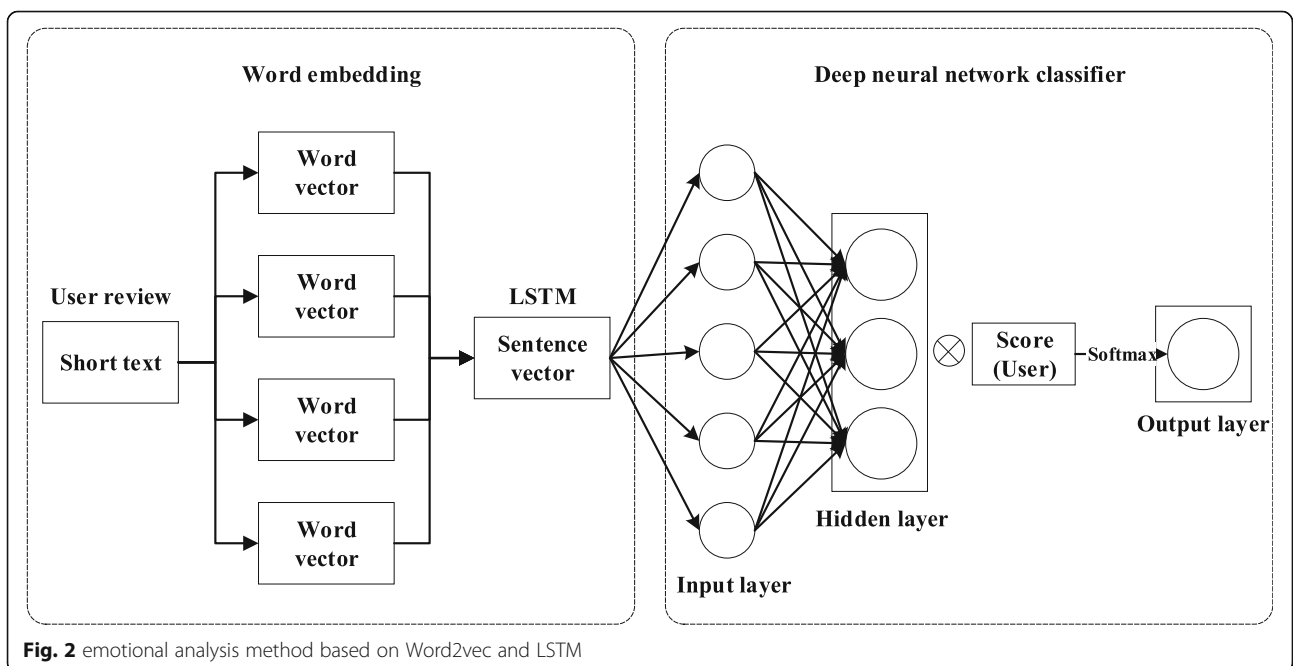 Word embedding
Deep neural network classifier
Word
vector
Word
vector
User review
LSTM
Short text
Sentence
vector
Score
(User)
Softmax
Word
vector
Output layer
Hidden layer
Word
vector
Input layer
Fig. 2 emotional analysis method based on Word2vec and LSTM